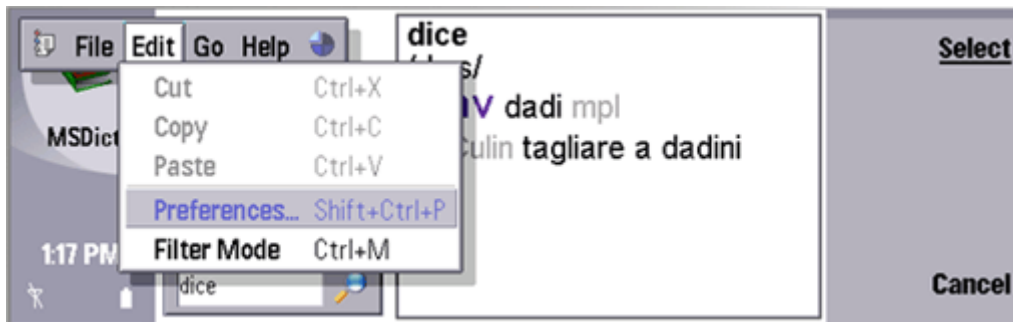 File Edit Go Help
Cut Ctrl+X
Copy Ctrl+C
Paste Ctrl+V
Preferences... Shift+Ctrl+P
Filter Mode Ctrl+M
MSDict
1:17 PM
dice
dice
dadi mpl
tagliare a dadini
Select
Cancel